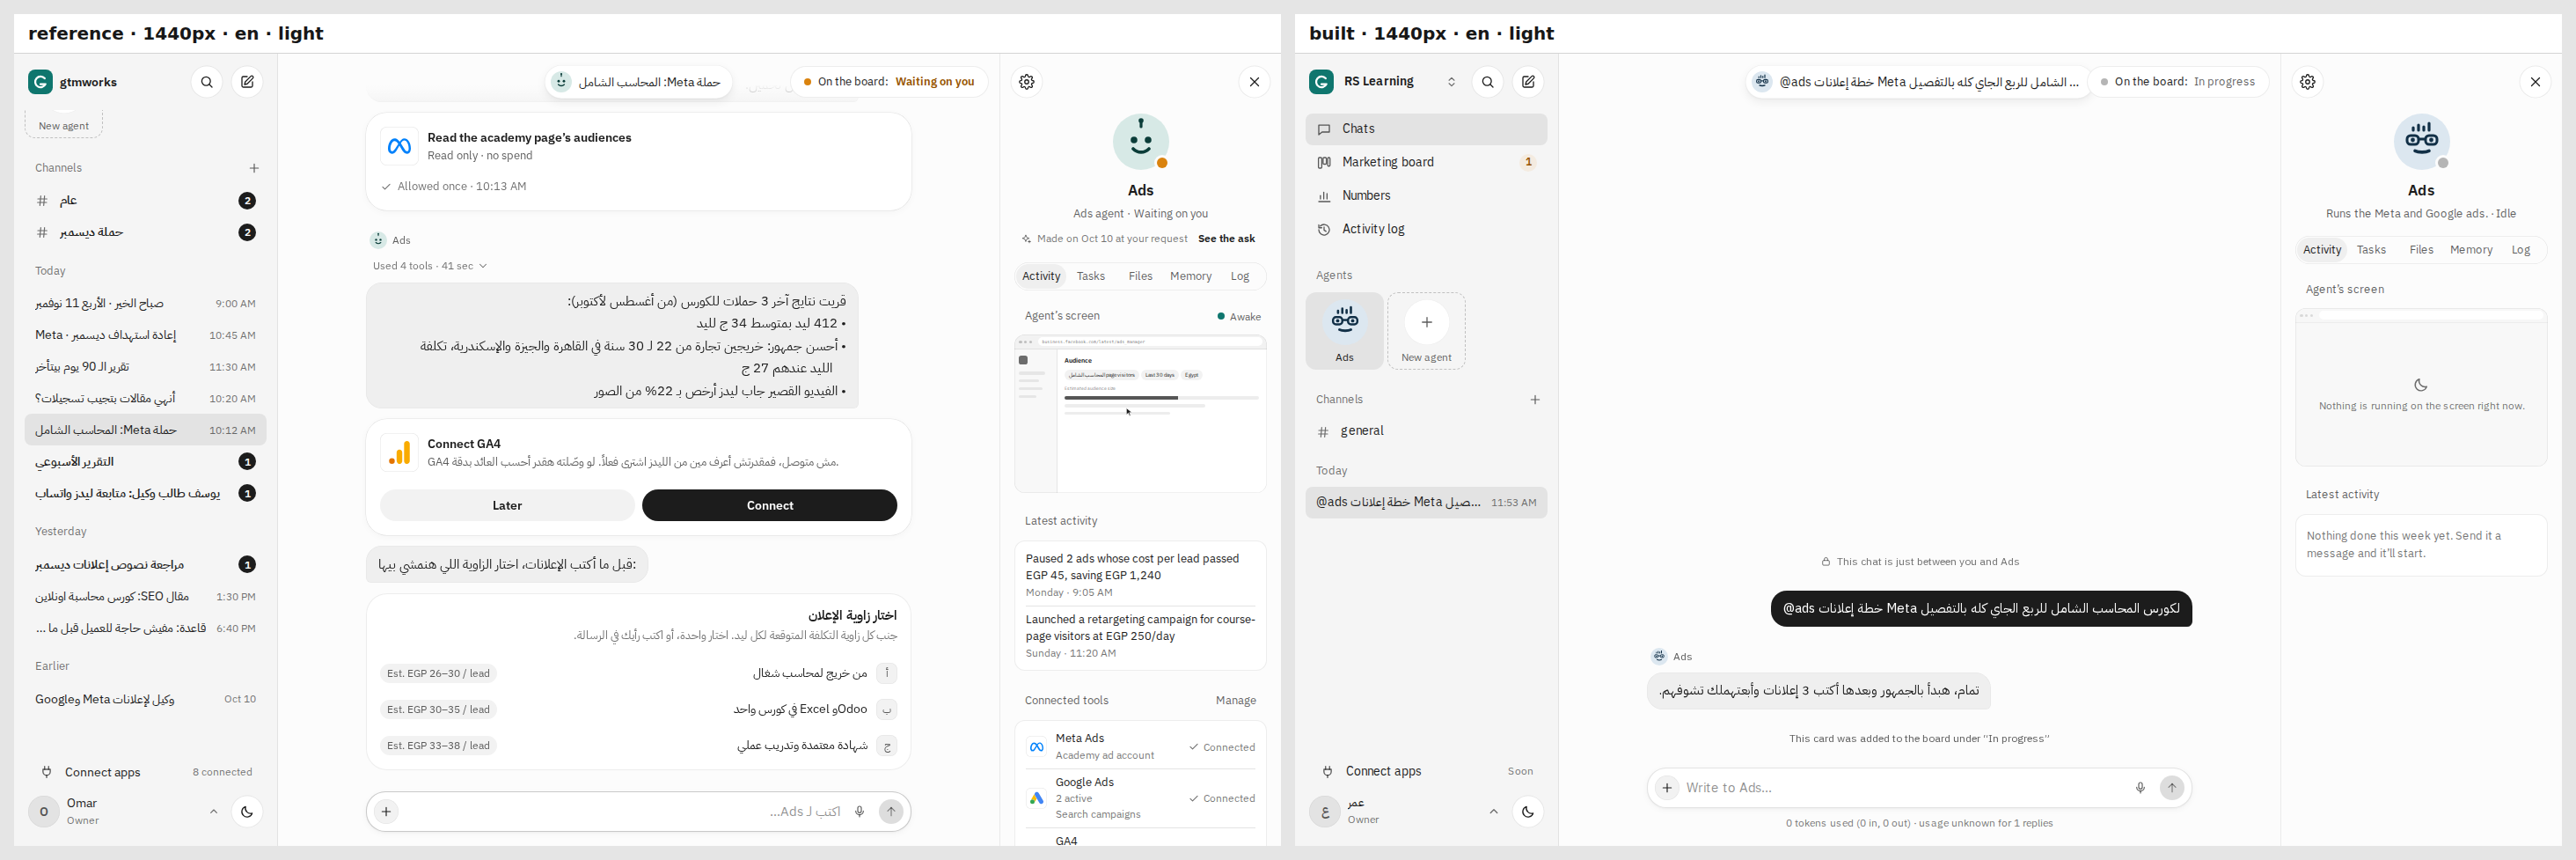 reference · 1440px · en · light
gtmworks
New agent
Channels
# عام 2
# حملة ديسمبر 2
Today
صباح الخير · الأربع 11 نوفمبر 9:00 AM
إعادة استهداف ديسمبر · Meta 10:45 AM
تقرير الـ 90 يوم بيتأخر 11:30 AM
أنهي مقالات بتجيب تسجيلات؟ 10:20 AM
حملة Meta: المحاسب الشامل 10:12 AM
التقرير الأسبوعي 1
يوسف طالب وكيل: متابعة ليدز واتساب 1
Yesterday
مراجعة نصوص إعلانات ديسمبر 1
مقال SEO: كورس محاسبة اونلاين 1:30 PM
قاعدة: مفيش حاجة للعميل قبل ما ... 6:40 PM
Earlier
وكيل لإعلانات Meta وGoogle Oct 10
Connect apps 8 connected
O Omar
Owner
حملة Meta: المحاسب الشامل
On the board: Waiting on you
Read the academy page's audiences
Read only · no spend
Allowed once · 10:13 AM
Ads
Used 4 tools · 41 sec
قريت نتايج آخر 3 حملات للكورس (من أغسطس لأكتوبر):
• 412 ليد بمتوسط 34 ج لليد
• أحسن جمهور: خريجين تجارة من 22 لـ 30 سنة في القاهرة والجيزة والإسكندرية، تكلفة
الليد عندهم 27 ج
• الفيديو القصير جاب ليدز أرخص بـ 22% من الصور
Connect GA4
مش متوصل، فمقدرتش أعرف مين من الليدز اشترى فعلاً. لو وصّلته هقدر أحسب العائد بدقة GA4.
Later
Connect
قبل ما أكتب الإعلانات، اختار الزاوية اللي هنمشي بيها:
اختار زاوية الإعلان
جنب كل زاوية التكلفة المتوقعة لكل ليد. اختار واحدة، أو اكتب رأيك في الرسالة.
أ من خريج لمحاسب شغال Est. EGP 26–30 / lead
ب Odooو Excel في كورس واحد Est. EGP 30–35 / lead
ج شهادة معتمدة وتدريب عملي Est. EGP 33–38 / lead
اكتب لـ Ads...
Ads
Ads agent · Waiting on you
Made on Oct 10 at your request See the ask
Activity Tasks Files Memory Log
Agent's screen Awake
business.facebook.com/latest/ads manager
Audience
المحاسب الشامل page visitors Last 30 days Egypt
Estimated audience size
Latest activity
Paused 2 ads whose cost per lead passed
EGP 45, saving EGP 1,240
Monday · 9:05 AM
Launched a retargeting campaign for course-
page visitors at EGP 250/day
Sunday · 11:20 AM
Connected tools Manage
Meta Ads
Academy ad account
Connected
Google Ads
2 active
Search campaigns
Connected
GA4
built · 1440px · en · light
RS Learning
Chats
Marketing board 1
Numbers
Activity log
Agents
Ads
New agent
Channels
# general
Today
@ads خطة إعلانات Meta صيل... 11:53 AM
Connect apps Soon
ع عمر
Owner
@ads خطة إعلانات Meta الشامل للربع الجاي كله بالتفصيل ...
On the board: In progress
This chat is just between you and Ads
@ads خطة إعلانات Meta لكورس المحاسب الشامل للربع الجاي كله بالتفصيل
Ads
تمام، هبدأ بالجمهور وبعدها أكتب 3 إعلانات وأبعتهملك تشوفهم.
This card was added to the board under "In progress"
Write to Ads...
0 tokens used (0 in, 0 out) · usage unknown for 1 replies
Ads
Runs the Meta and Google ads. · Idle
Activity Tasks Files Memory Log
Agent's screen
Nothing is running on the screen right now.
Latest activity
Nothing done this week yet. Send it a
message and it'll start.